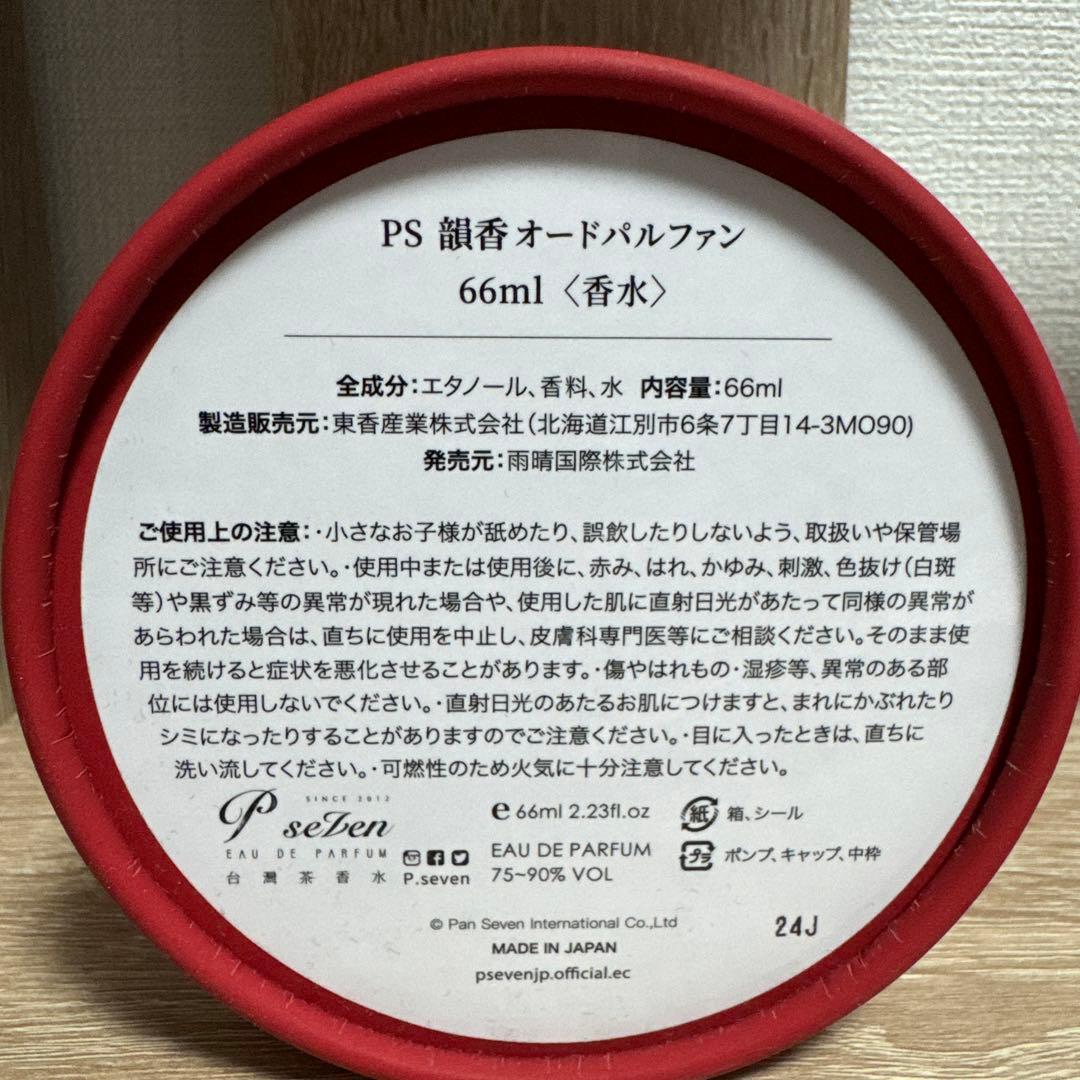 PS 韻香オードパルファン
66ml〈香水〉
全成分：エタノール、香料、水 内容量：66ml
製造販売元：東香産業株式会社（北海道江別市6条7丁目14-3MO90)
発売元：雨晴国際株式会社
ご使用上の注意：・小さなお子様が舐めたり、誤飲したりしないよう、取扱いや保管場
所にご注意ください。・使用中または使用後に、赤み、はれ、かゆみ、刺激、色抜け（白斑
等）や黒ずみ等の異常が現れた場合や、使用した肌に直射日光があたって同様の異常が
あらわれた場合は、直ちに使用を中止し、皮膚科専門医等にご相談ください。そのまま使
用を続けると症状を悪化させることがあります。・傷やはれもの・湿疹等、異常のある部
位には使用しないでください。・直射日光のあたるお肌につけますと、まれにかぶれたり
シミになったりすることがありますのでご注意ください。・目に入ったときは、直ちに
洗い流してください。・可燃性のため火気に十分注意してください。
SINCE 2012
P seven
EAU DE PARFUM
台灣茶香水
P.seven
e 66ml 2.23fl.oz
EAU DE PARFUM
75~90% VOL
紙 箱、シール
プラ ポンプ、キャップ、中枠
© Pan Seven International Co.,Ltd
MADE IN JAPAN
psevenjp.official.ec
24J